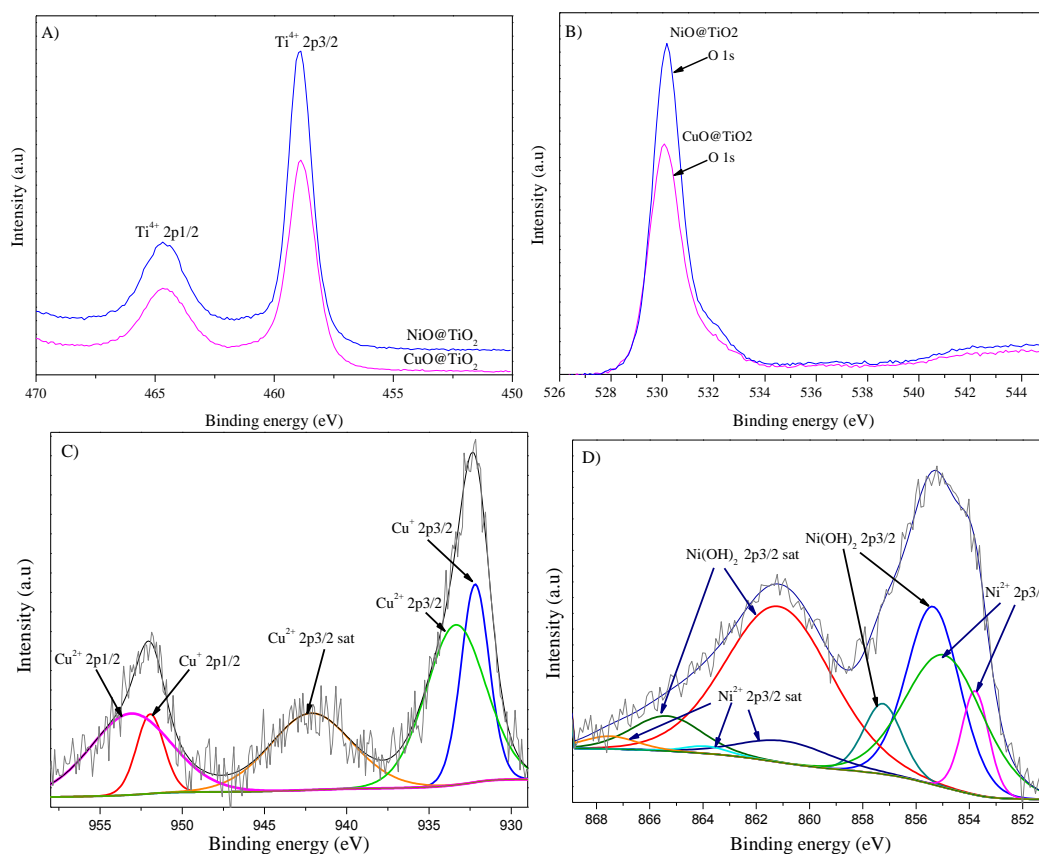 A)
Ti⁴⁺ 2p3/2
Ti⁴⁺ 2p1/2
NiO@TiO₂
CuO@TiO₂
Intensity (a.u)
470 465 460 455 450
Binding energy (eV)
B)
NiO@TiO2
O 1s
CuO@TiO2
O 1s
Intensity (a.u)
526 528 530 532 534 536 538 540 542 544
Binding energy (eV)
C)
Cu⁺ 2p3/2
Cu²⁺ 2p3/2
Cu²⁺ 2p3/2 sat
Cu²⁺ 2p1/2
Cu⁺ 2p1/2
Intensity (a.u)
955 950 945 940 935 930
Binding energy (eV)
D)
Ni(OH)₂ 2p3/2 sat
Ni(OH)₂ 2p3/2
Ni²⁺ 2p3/
Ni²⁺ 2p3/2 sat
Intensity (a.u)
868 866 864 862 860 858 856 854 852
Binding energy (eV)